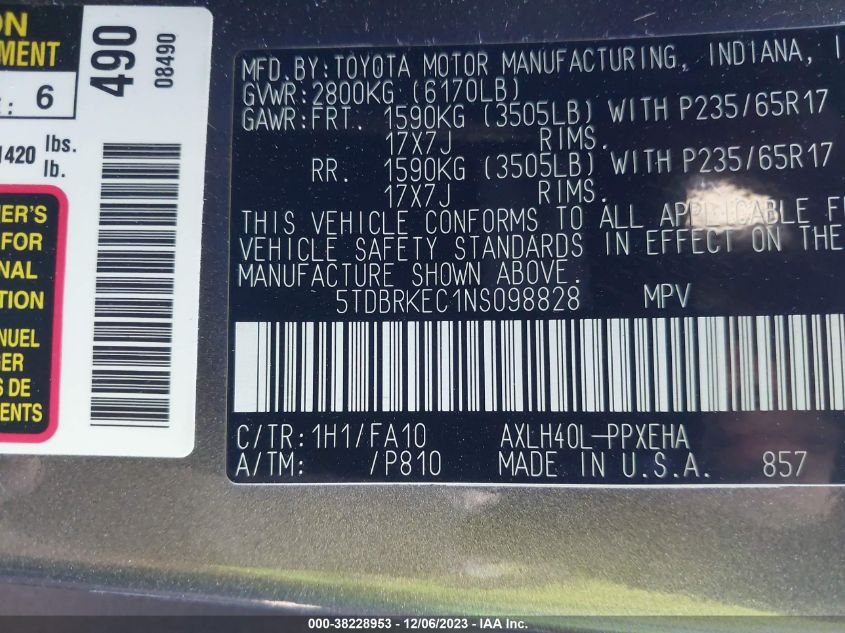 ON
MENT
: 6
1420 lbs.
lb.
490
08490
ER'S
FOR
NAL
N
NUEL
GER
S DE
ENTS
MFD.BY:TOYOTA MOTOR MANUFACTURING, INDIANA, I
GVWR:2800KG (6170LB)
GAWR:FRT. 1590KG (3505LB) WITH P235/65R17
17X7J RIMS.
RR. 1590KG (3505LB) WITH P235/65R17
17X7J RIMS.
THIS VEHICLE CONFORMS TO ALL APPLICABLE F
VEHICLE SAFETY STANDARDS IN EFFECT ON THE
MANUFACTURE SHOWN ABOVE.
5TDBRKEC1NS098828 MPV
C/TR:1H1/FA10 AXLH40L-PPXEHA
A/TM: /P810 MADE IN U.S.A. 857
000-38228953 - 12/06/2023 - IAA Inc.